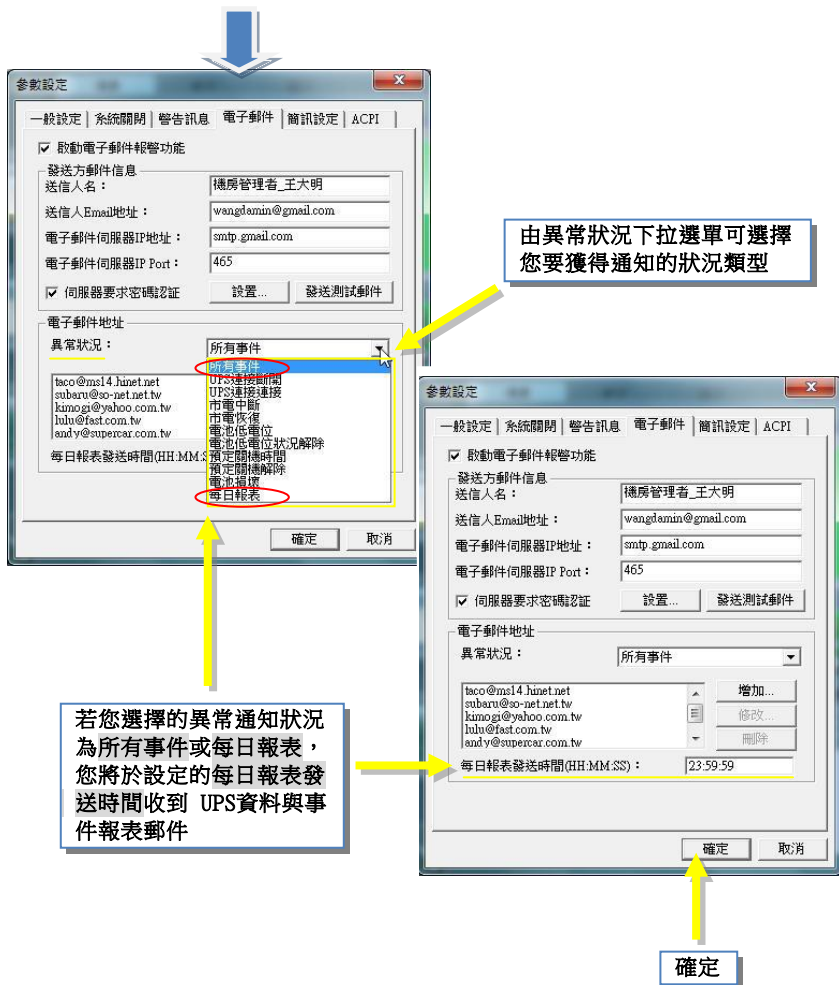 參數設定
一般設定 系統關閉 警告訊息 電子郵件 簡訊設定 ACPI
啟動電子郵件報警功能
發送方郵件信息
送信人名：
機房管理者_王大明
送信人Email地址：
wangdamin@gmail.com
電子郵件伺服器IP地址：
smtp.gmail.com
電子郵件伺服器IP Port：
465
伺服器要求密碼認証
設置...
發送測試郵件
電子郵件地址
異常狀況：
所有事件
所有事件
UPS連接斷開
UPS連接連接
市電中斷
市電恢復
電池低電位
電池低電位狀況解除
預定關機時間
預定關機解除
電池損壞
每日報表
taco@ms14.hinet.net
subaru@so-net.net.tw
kimogi@yahoo.com.tw
lulu@fast.com.tw
andy@supercar.com.tw
每日報表發送時間(HH:MM:S
確定
取消
由異常狀況下拉選單可選擇
您要獲得通知的狀況類型
參數設定
一般設定 系統關閉 警告訊息 電子郵件 簡訊設定 ACPI
啟動電子郵件報警功能
發送方郵件信息
送信人名：
機房管理者_王大明
送信人Email地址：
wangdamin@gmail.com
電子郵件伺服器IP地址：
smtp.gmail.com
電子郵件伺服器IP Port：
465
伺服器要求密碼認証
設置...
發送測試郵件
電子郵件地址
異常狀況：
所有事件
taco@ms14.hinet.net
subaru@so-net.net.tw
kimogi@yahoo.com.tw
lulu@fast.com.tw
andy@supercar.com.tw
增加...
修改...
刪除
每日報表發送時間(HH:MM:SS)：
23:59:59
確定
取消
若您選擇的異常通知狀況
為所有事件或每日報表，
您將於設定的每日報表發
送時間收到 UPS資料與事
件報表郵件
確定